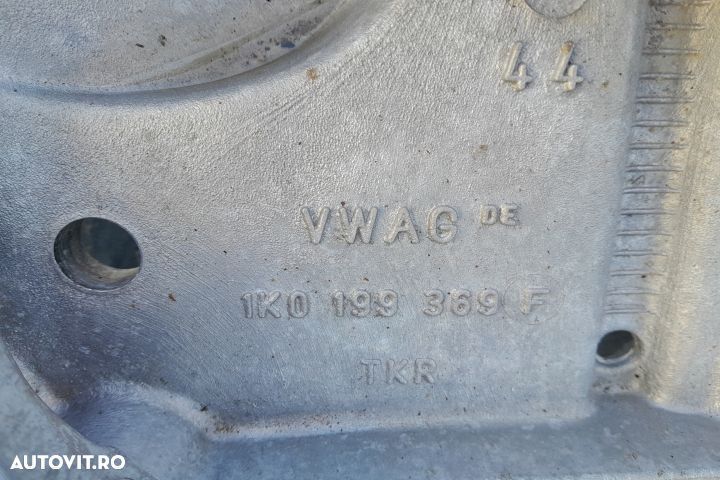 44
VWAG DE
1K0 199 369 F
TKR
AUTOVIT.RO